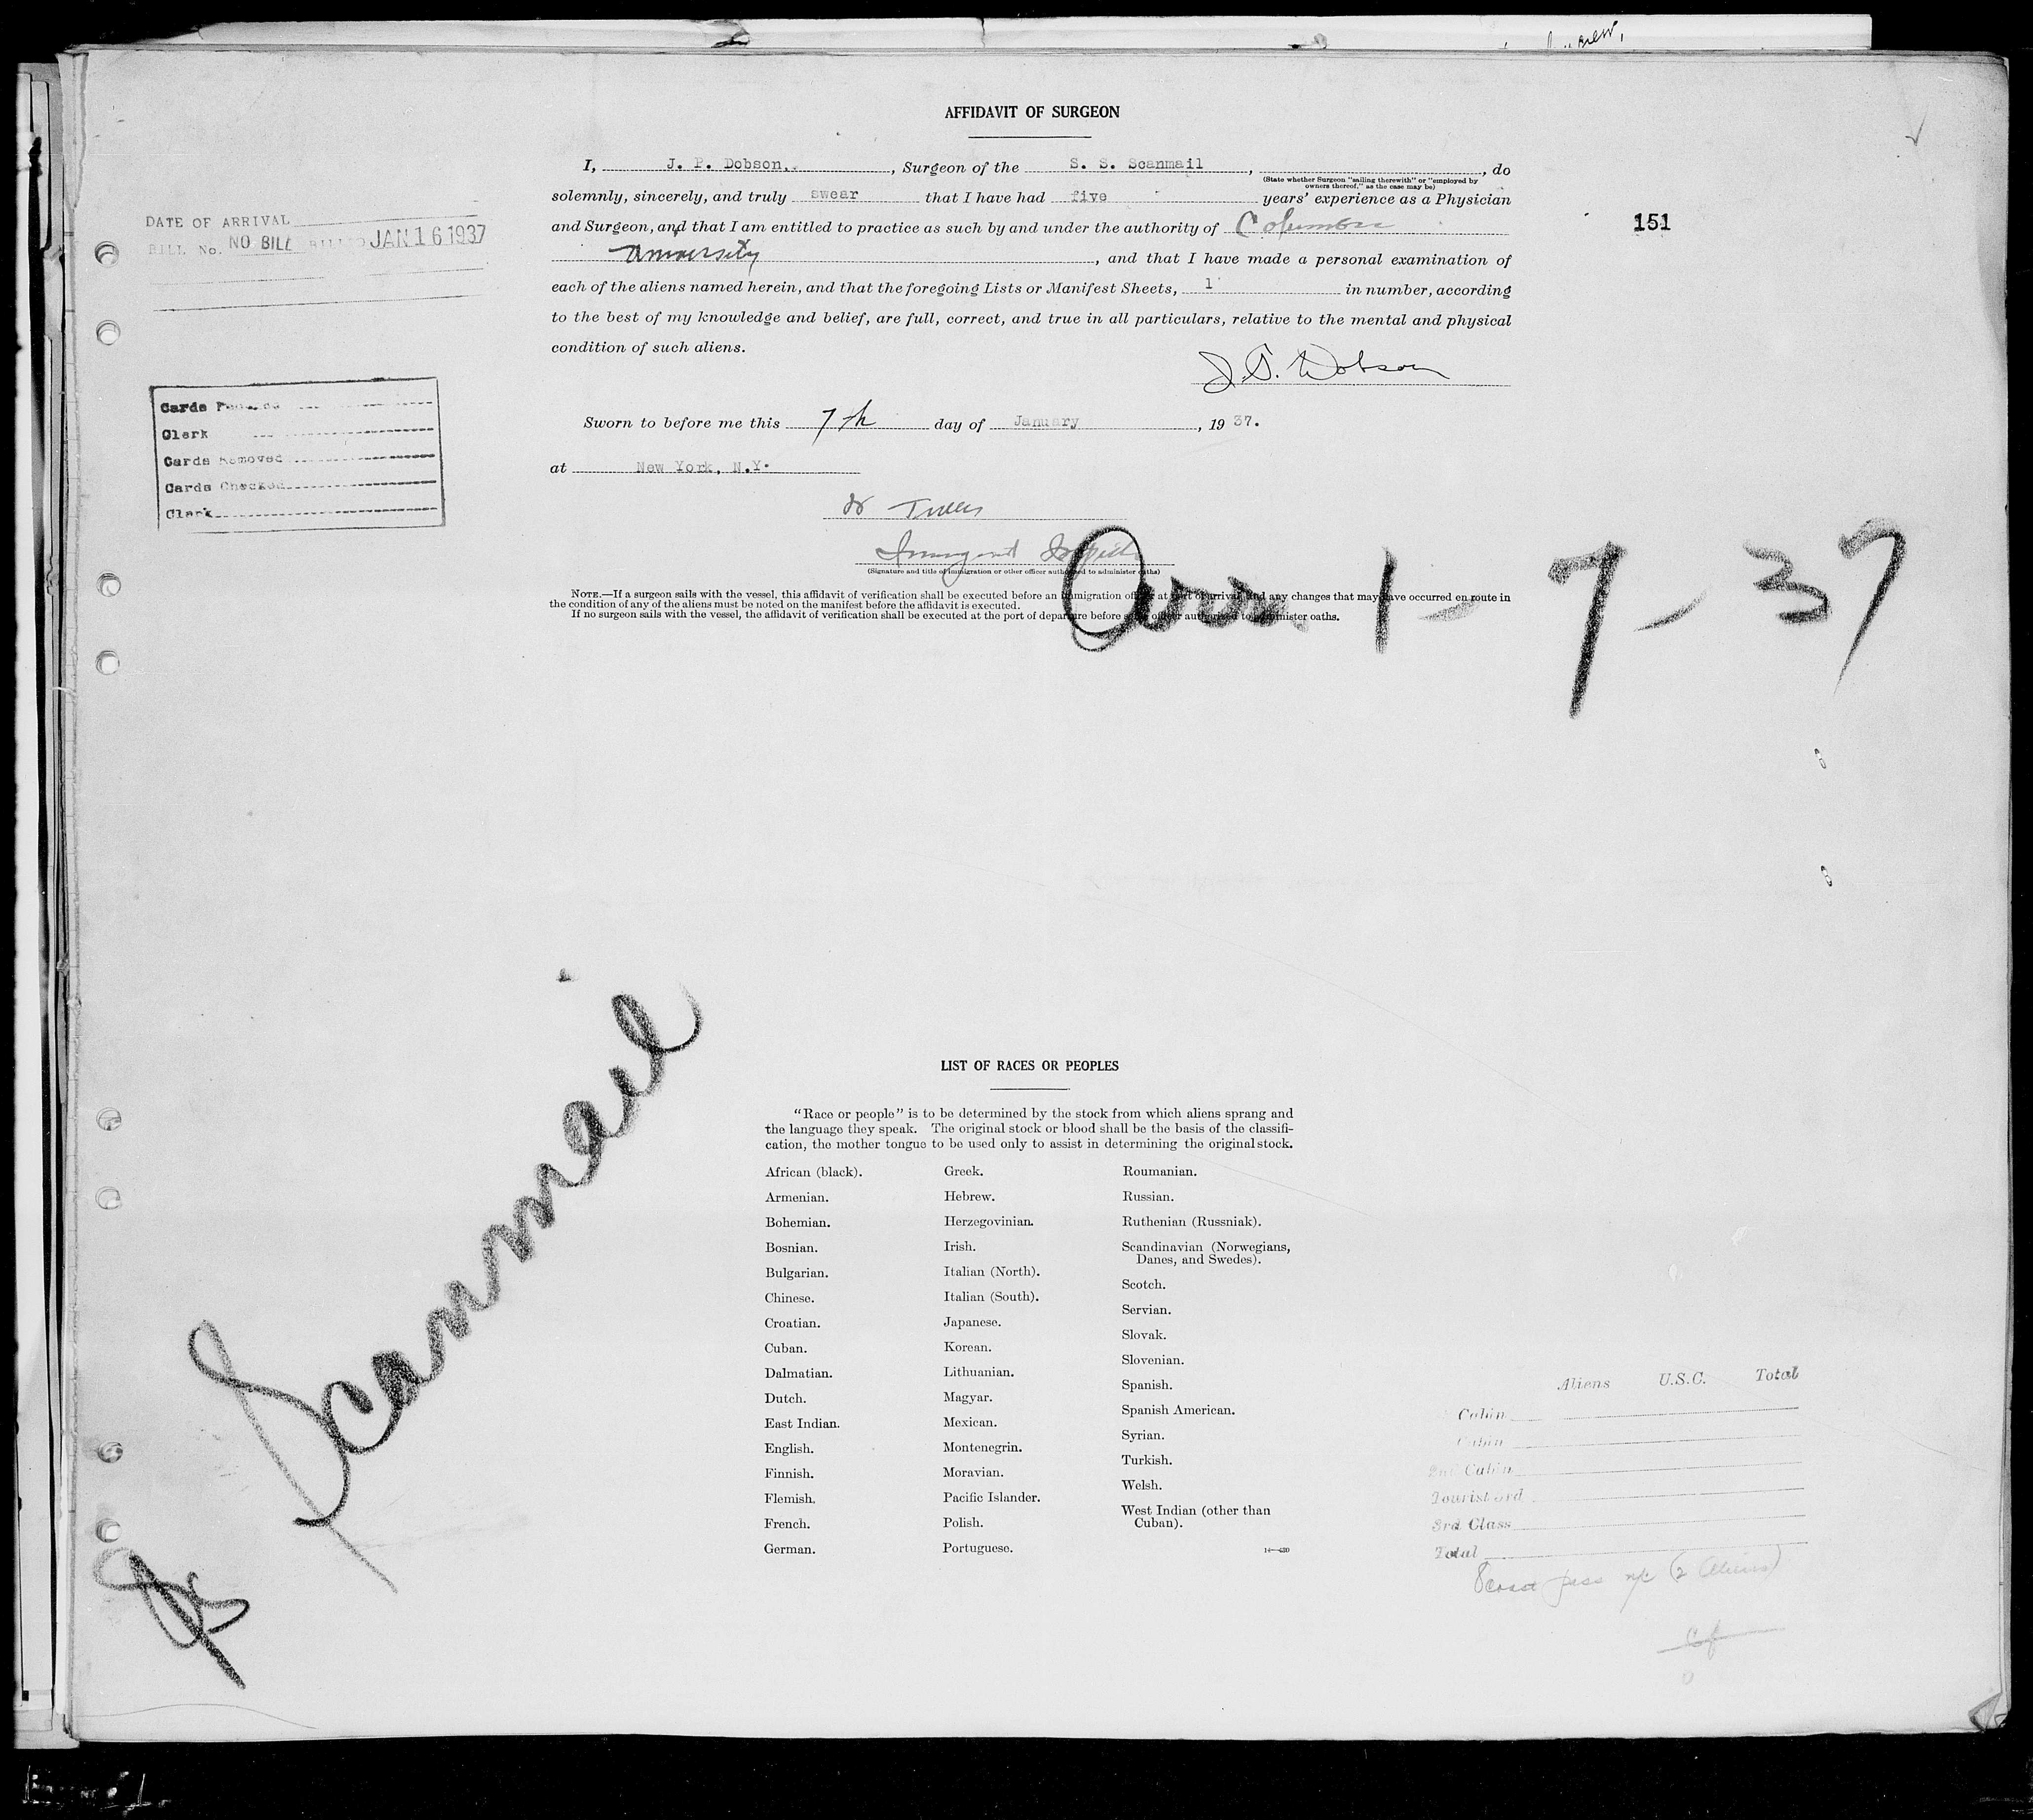 AFFIDAVIT OF SURGEON
I, J. P. Dobson, Surgeon of the S. S. Scanmail, do
(State whether Surgeon "sailing therewith" or "employed by
owners thereof," as the case may be)
solemnly, sincerely, and truly swear that I have had five years' experience as a Physician
and Surgeon, and that I am entitled to practice as such by and under the authority of Columbia
University, and that I have made a personal examination of
each of the aliens named herein, and that the foregoing Lists or Manifest Sheets, 1 in number, according
to the best of my knowledge and belief, are full, correct, and true in all particulars, relative to the mental and physical
condition of such aliens.
J. P. Dobson
Sworn to before me this 7th day of January, 19 37.
at New York, N.Y.
Immigrant Inspector
(Signature and title of immigration or other officer authorized to administer oaths)
NOTE.—If a surgeon sails with the vessel, this affidavit of verification shall be executed before an immigration officer at port of arrival, and any changes that may have occurred en route in
the condition of any of the aliens must be noted on the manifest before the affidavit is executed.
If no surgeon sails with the vessel, the affidavit of verification shall be executed at the port of departure before some officer authorized to administer oaths.
DATE OF ARRIVAL
BILL No. NO BILL BILLED JAN 16 1937
151
Cards
Clerk
Cards Removed
Cards Checked
Clerk
Arr. 1-7-37
Scanmail
SS
LIST OF RACES OR PEOPLES
"Race or people" is to be determined by the stock from which aliens sprang and
the language they speak. The original stock or blood shall be the basis of the classifi-
cation, the mother tongue to be used only to assist in determining the original stock.
African (black).
Armenian.
Bohemian.
Bosnian.
Bulgarian.
Chinese.
Croatian.
Cuban.
Dalmatian.
Dutch.
East Indian.
English.
Finnish.
Flemish.
French.
German.
Greek.
Hebrew.
Herzegovinian.
Irish.
Italian (North).
Italian (South).
Japanese.
Korean.
Lithuanian.
Magyar.
Mexican.
Montenegrin.
Moravian.
Pacific Islander.
Polish.
Portuguese.
Roumanian.
Russian.
Ruthenian (Russniak).
Scandinavian (Norwegians,
Danes, and Swedes).
Scotch.
Servian.
Slovak.
Slovenian.
Spanish.
Spanish American.
Syrian.
Turkish.
Welsh.
West Indian (other than
Cuban).
Aliens U.S.C. Total
Cabin
Cabin
2nd Cabin
Tourist 3rd
3rd Class
Total
(2 Aliens)